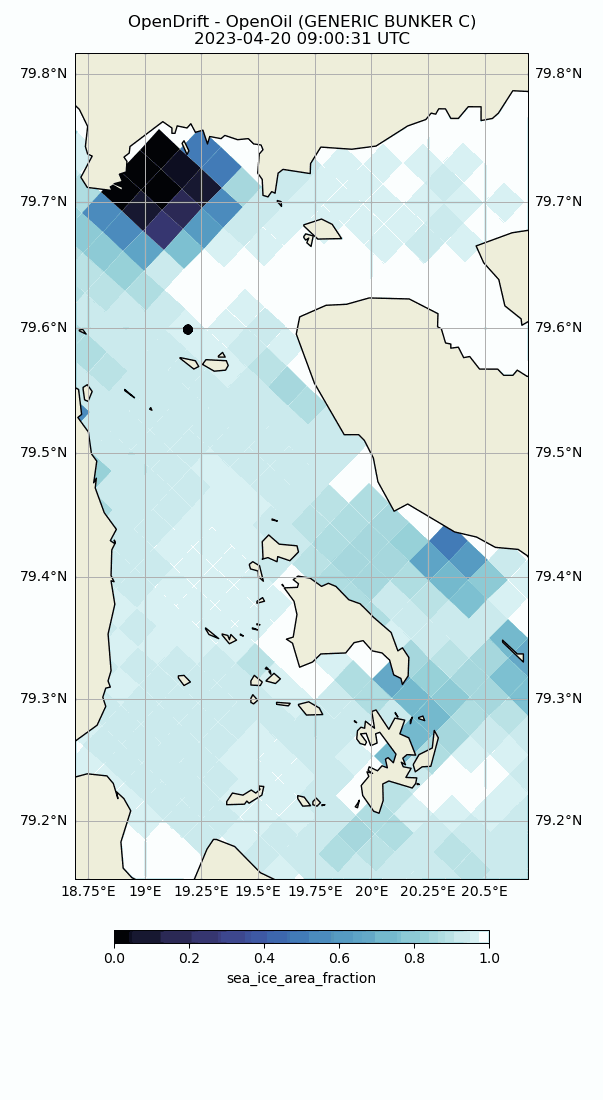 OpenDrift - OpenOil (GENERIC BUNKER C)
2023-04-20 09:00:31 UTC
79.8°N 79.8°N
79.7°N 79.7°N
79.6°N 79.6°N
79.5°N 79.5°N
79.4°N 79.4°N
79.3°N 79.3°N
79.2°N 79.2°N
18.75°E 19°E 19.25°E 19.5°E 19.75°E 20°E 20.25°E 20.5°E
0.0 0.2 0.4 0.6 0.8 1.0
sea_ice_area_fraction